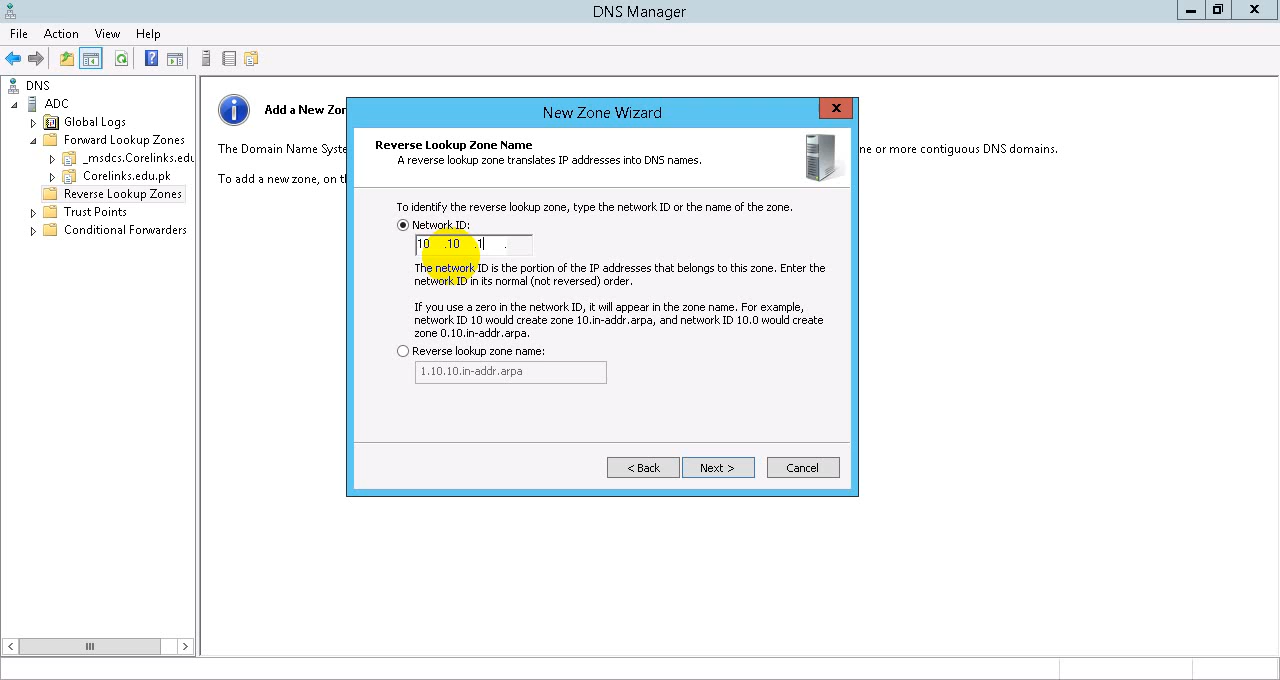 DNS Manager
File Action View Help
DNS
ADC
Global Logs
Forward Lookup Zones
_msdcs.Corelinks.edu
Corelinks.edu.pk
Reverse Lookup Zones
Trust Points
Conditional Forwarders
Add a New Zon
The Domain Name Syste
ne or more contiguous DNS domains.
To add a new zone, on th
New Zone Wizard
Reverse Lookup Zone Name
A reverse lookup zone translates IP addresses into DNS names.
To identify the reverse lookup zone, type the network ID or the name of the zone.
Network ID:
10 .10 .1 .
The network ID is the portion of the IP addresses that belongs to this zone. Enter the
network ID in its normal (not reversed) order.
If you use a zero in the network ID, it will appear in the zone name. For example,
network ID 10 would create zone 10.in-addr.arpa, and network ID 10.0 would create
zone 0.10.in-addr.arpa.
Reverse lookup zone name:
1.10.10.in-addr.arpa
< Back Next > Cancel